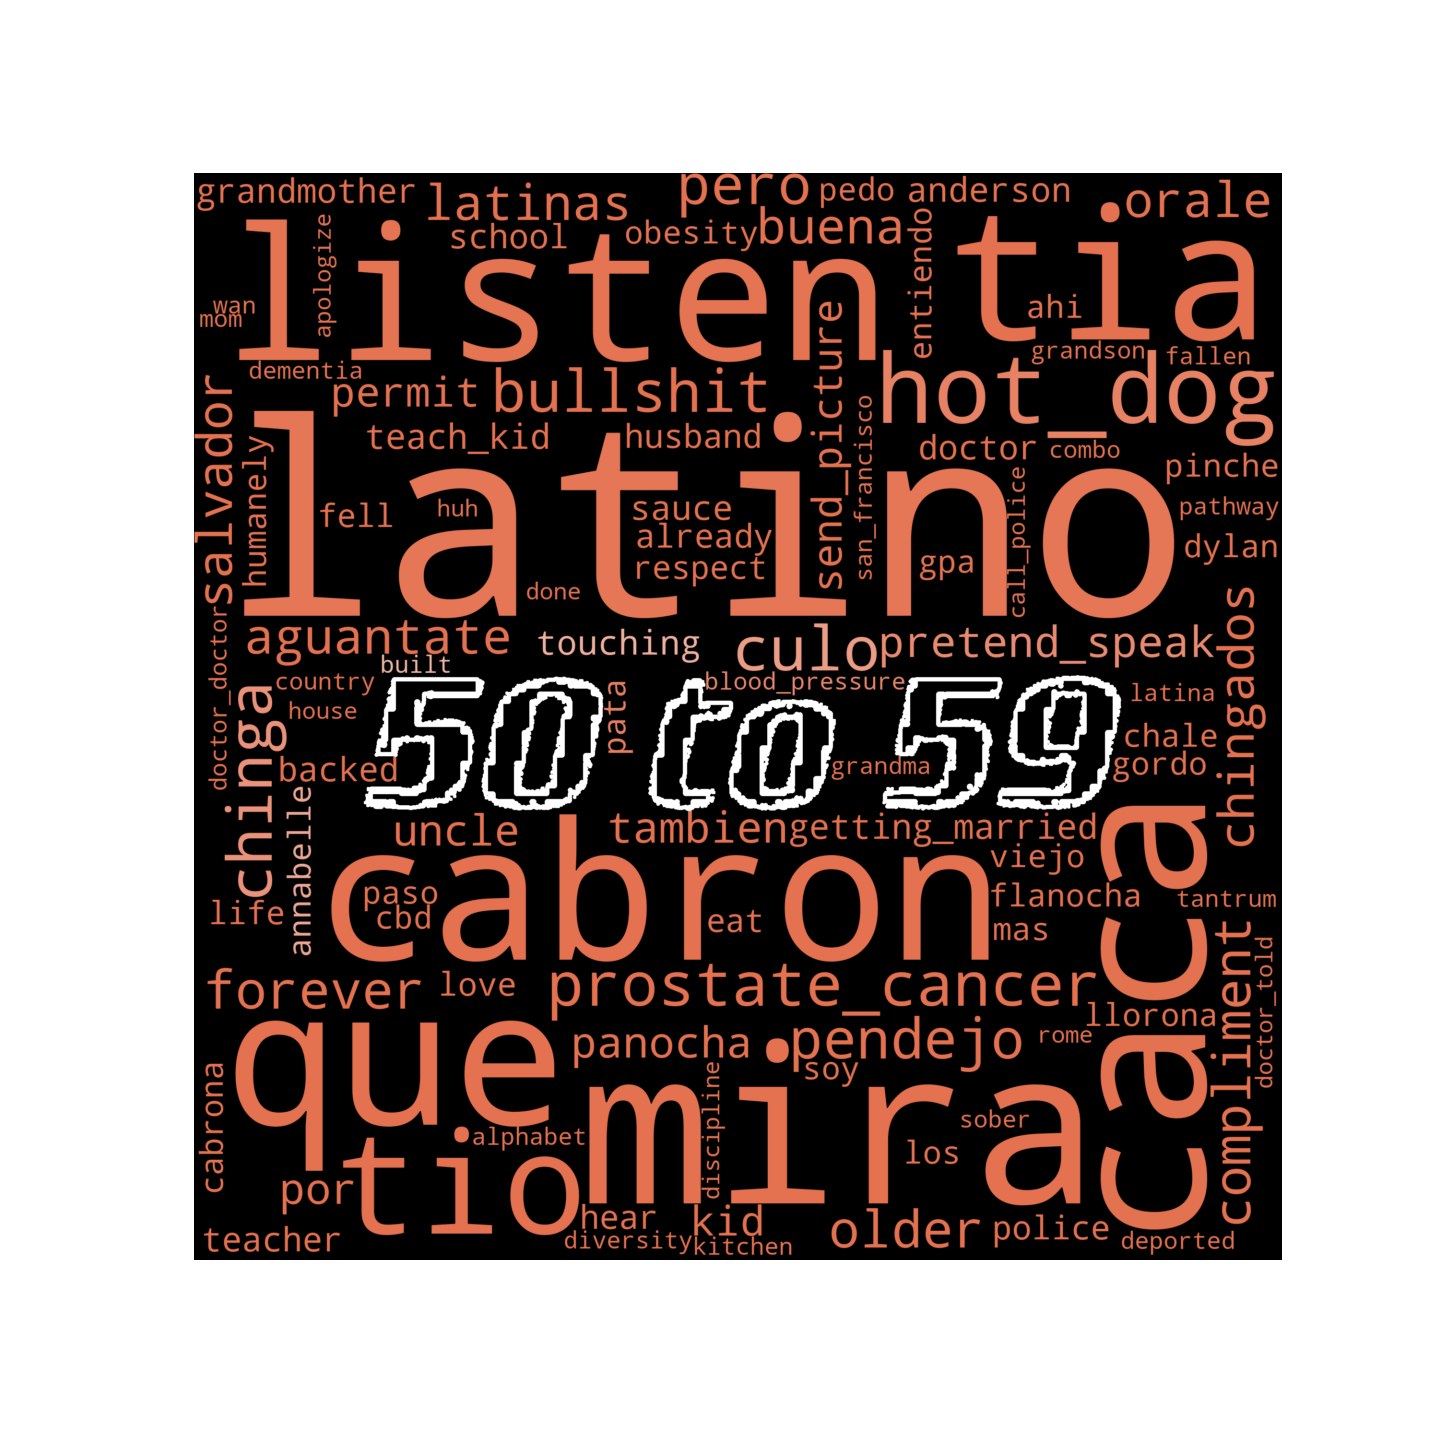 grandmother
latinas
pero
pedo
anderson
orale
school
obesity
buena
entiendo
apologize
listen
tia
wan
mom
ahi
grandson
fallen
dementia
permit
bullshit
send_picture
hot_dog
salvador
humanely
teach_kid
husband
san_francisco
doctor
combo
pinche
latino
fell
huh
sauce
already
respect
done
gpa
call_police
pathway
dylan
doctor_doctor
aguantate
touching
culo
pretend_speak
chingados
built
country
house
pata
blood_pressure
latina
50 to 59
chinga
backed
grandma
chale
gordo
annabelle
uncle
tambien
getting_married
caca
cabron
viejo
paso
cbd
eat
flanocha
mas
life
tantrum
compliment
doctor_told
forever
love
prostate_cancer
llorona
que
panocha
pendejo
rome
soy
cabrona
mira
discipline
sober
alphabet
tio
los
por
hear
kid
older
police
teacher
diversity
kitchen
deported